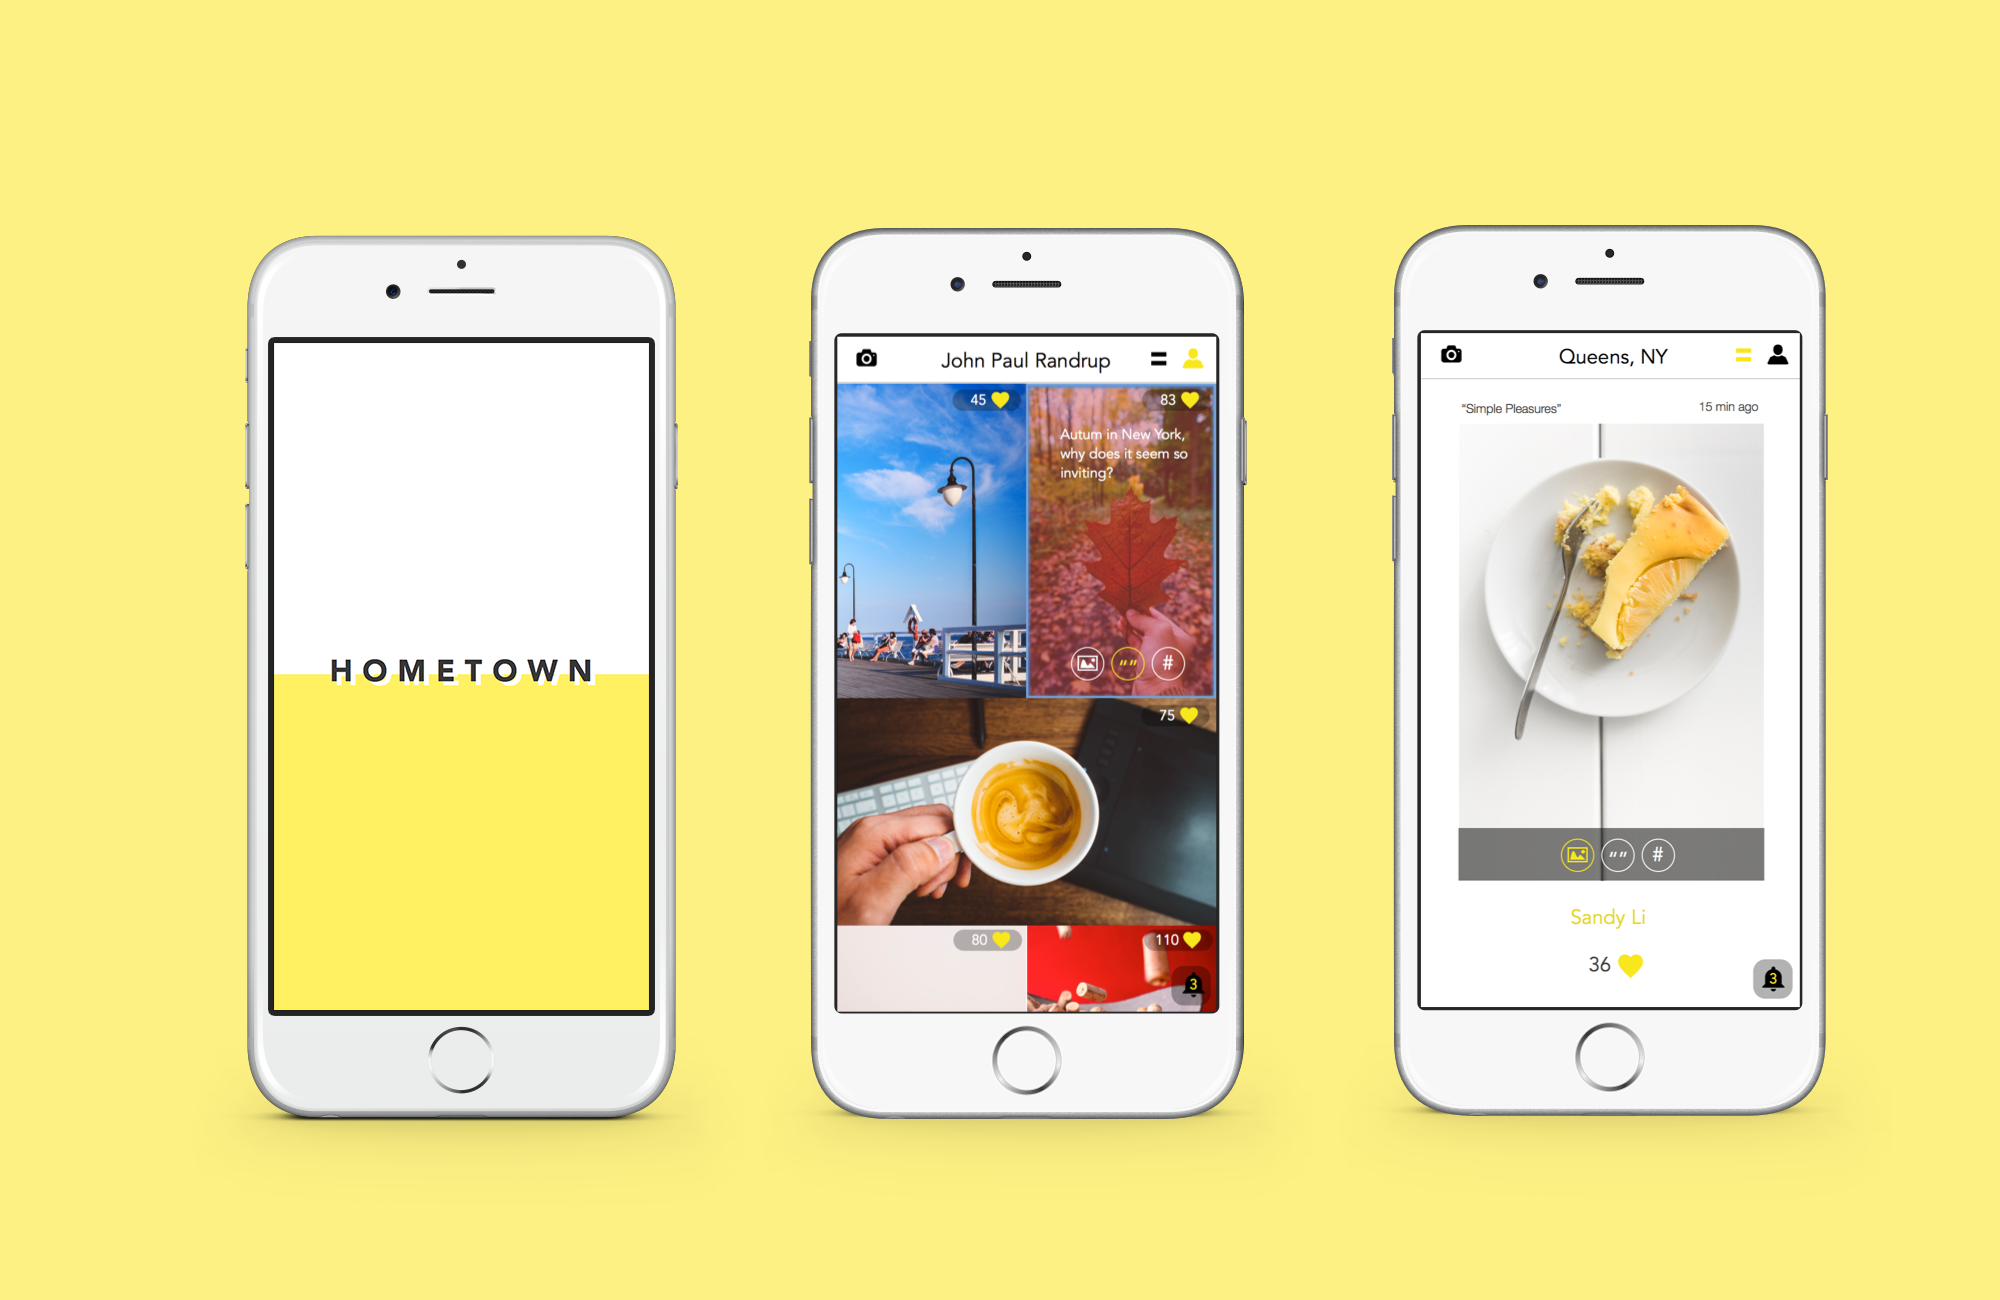 HOMETOWN
John Paul Randrup
45
83
Autum in New York,
why does it seem so
inviting?
"" #
75
80
110
3
Queens, NY
“Simple Pleasures”
15 min ago
"" #
Sandy Li
36
3